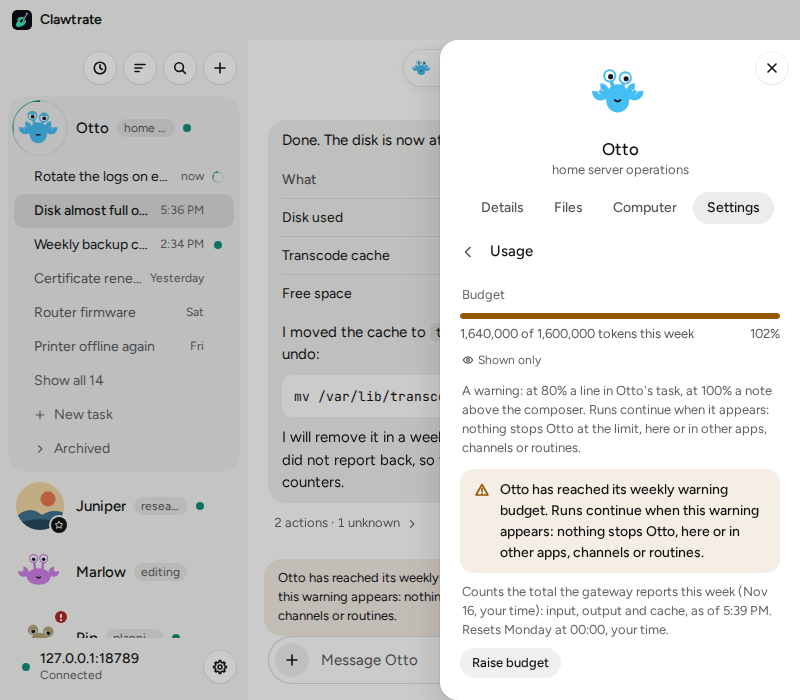 Clawtrate
Otto
home ...
Rotate the logs on e...
now
Disk almost full o...
5:36 PM
Weekly backup c...
2:34 PM
Certificate rene...
Yesterday
Router firmware
Sat
Printer offline again
Fri
Show all 14
New task
Archived
Juniper
resea...
Marlow
editing
Pip
planni...
127.0.0.1:18789
Connected
Done. The disk is now at
What
Disk used
Transcode cache
Free space
I moved the cache to
undo:
mv /var/lib/transc
I will remove it in a week
did not report back, so
counters.
2 actions · 1 unknown
Otto has reached its weekly
this warning appears: nothin
channels or routines.
Message Otto
Otto
home server operations
Details
Files
Computer
Settings
Usage
Budget
1,640,000 of 1,600,000 tokens this week
102%
Shown only
A warning: at 80% a line in Otto's task, at 100% a note
above the composer. Runs continue when it appears:
nothing stops Otto at the limit, here or in other apps,
channels or routines.
Otto has reached its weekly warning
budget. Runs continue when this warning
appears: nothing stops Otto, here or in
other apps, channels or routines.
Counts the total the gateway reports this week (Nov
16, your time): input, output and cache, as of 5:39 PM.
Resets Monday at 00:00, your time.
Raise budget